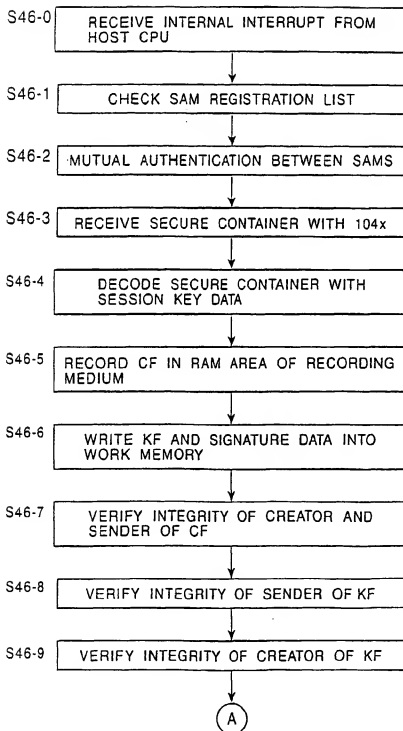 S46-0
RECEIVE INTERNAL INTERRUPT FROM
HOST CPU
S46-1
CHECK SAM REGISTRATION LIST
S46-2
MUTUAL AUTHENTICATION BETWEEN SAMS
S46-3
RECEIVE SECURE CONTAINER WITH 104x
S46-4
DECODE SECURE CONTAINER WITH
SESSION KEY DATA
S46-5
RECORD CF IN RAM AREA OF RECORDING
MEDIUM
S46-6
WRITE KF AND SIGNATURE DATA INTO
WORK MEMORY
S46-7
VERIFY INTEGRITY OF CREATOR AND
SENDER OF CF
S46-8
VERIFY INTEGRITY OF SENDER OF KF
S46-9
VERIFY INTEGRITY OF CREATOR OF KF
A